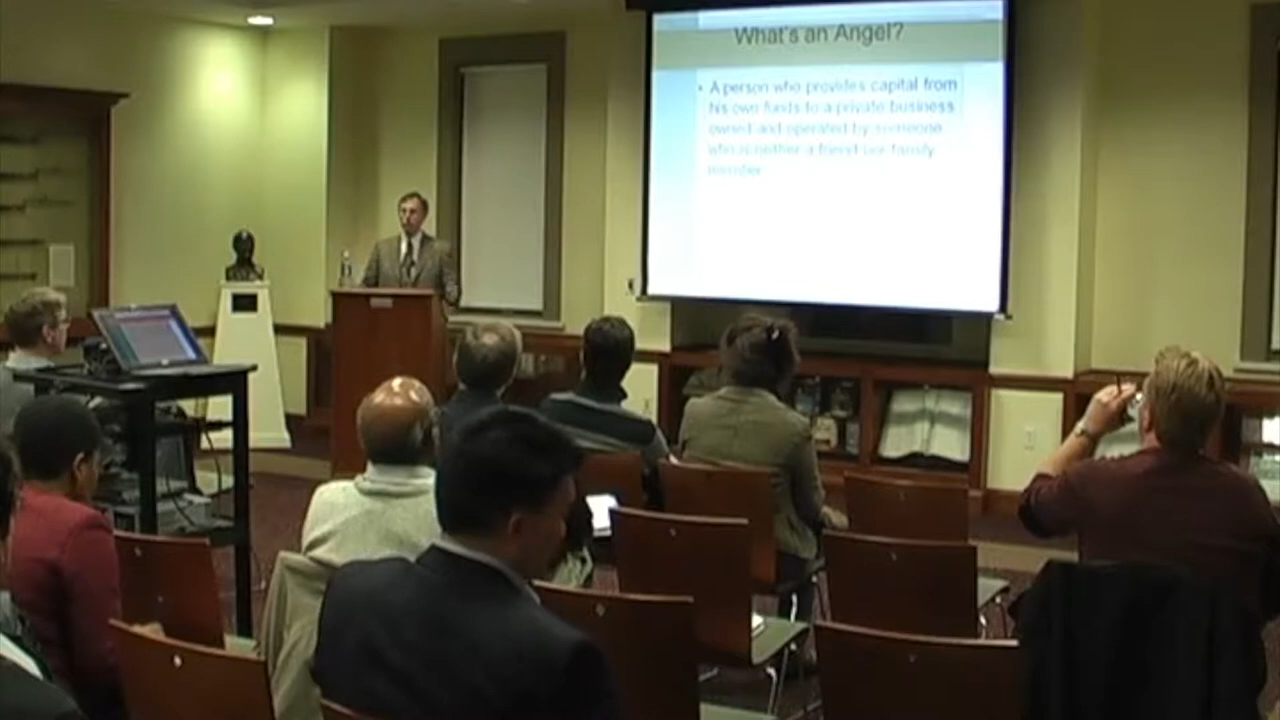 What's an Angel?
• A person who provides capital from
his own funds to a private business
owned and operated by someone
who is neither a friend nor family
member.